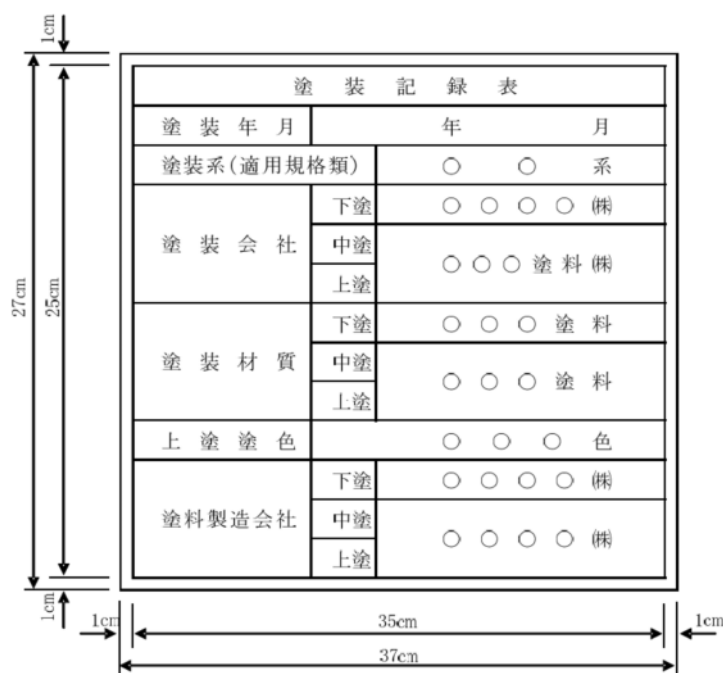 1cm
塗装記録表
塗装年月 年 月
塗装系(適用規格類) ○ ○ 系
塗装会社 下塗 ○○○○㈱
中塗 ○○○塗料㈱
上塗
塗装材質 下塗 ○○○塗料
中塗 ○○○塗料
上塗
上塗塗色 ○○○色
塗料製造会社 下塗 ○○○○㈱
中塗 ○○○○㈱
上塗
27cm
25cm
1cm
1cm 35cm 1cm
37cm